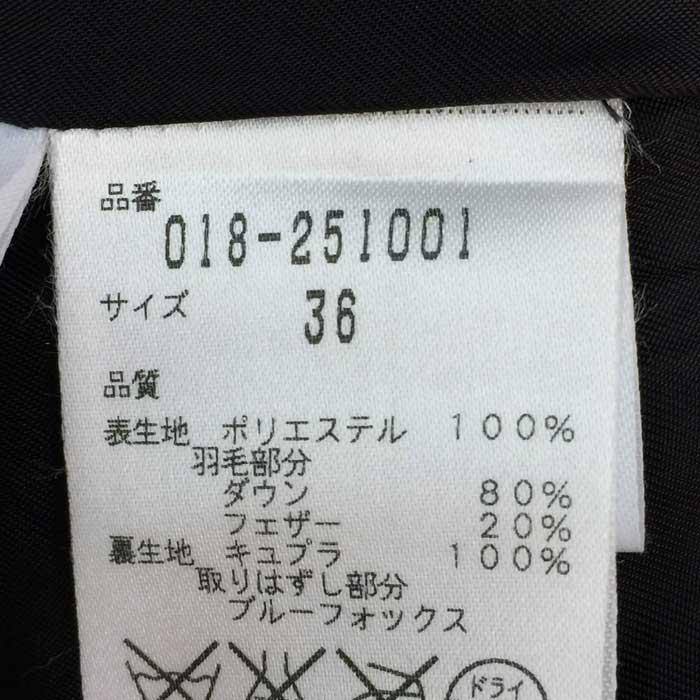 品番
018-251001
サイズ 36
品質
表生地 ポリエステル 100%
羽毛部分
ダウン 80%
フェザー 20%
裏生地 キュプラ 100%
取りはずし部分
ブルーフォックス
ドライ